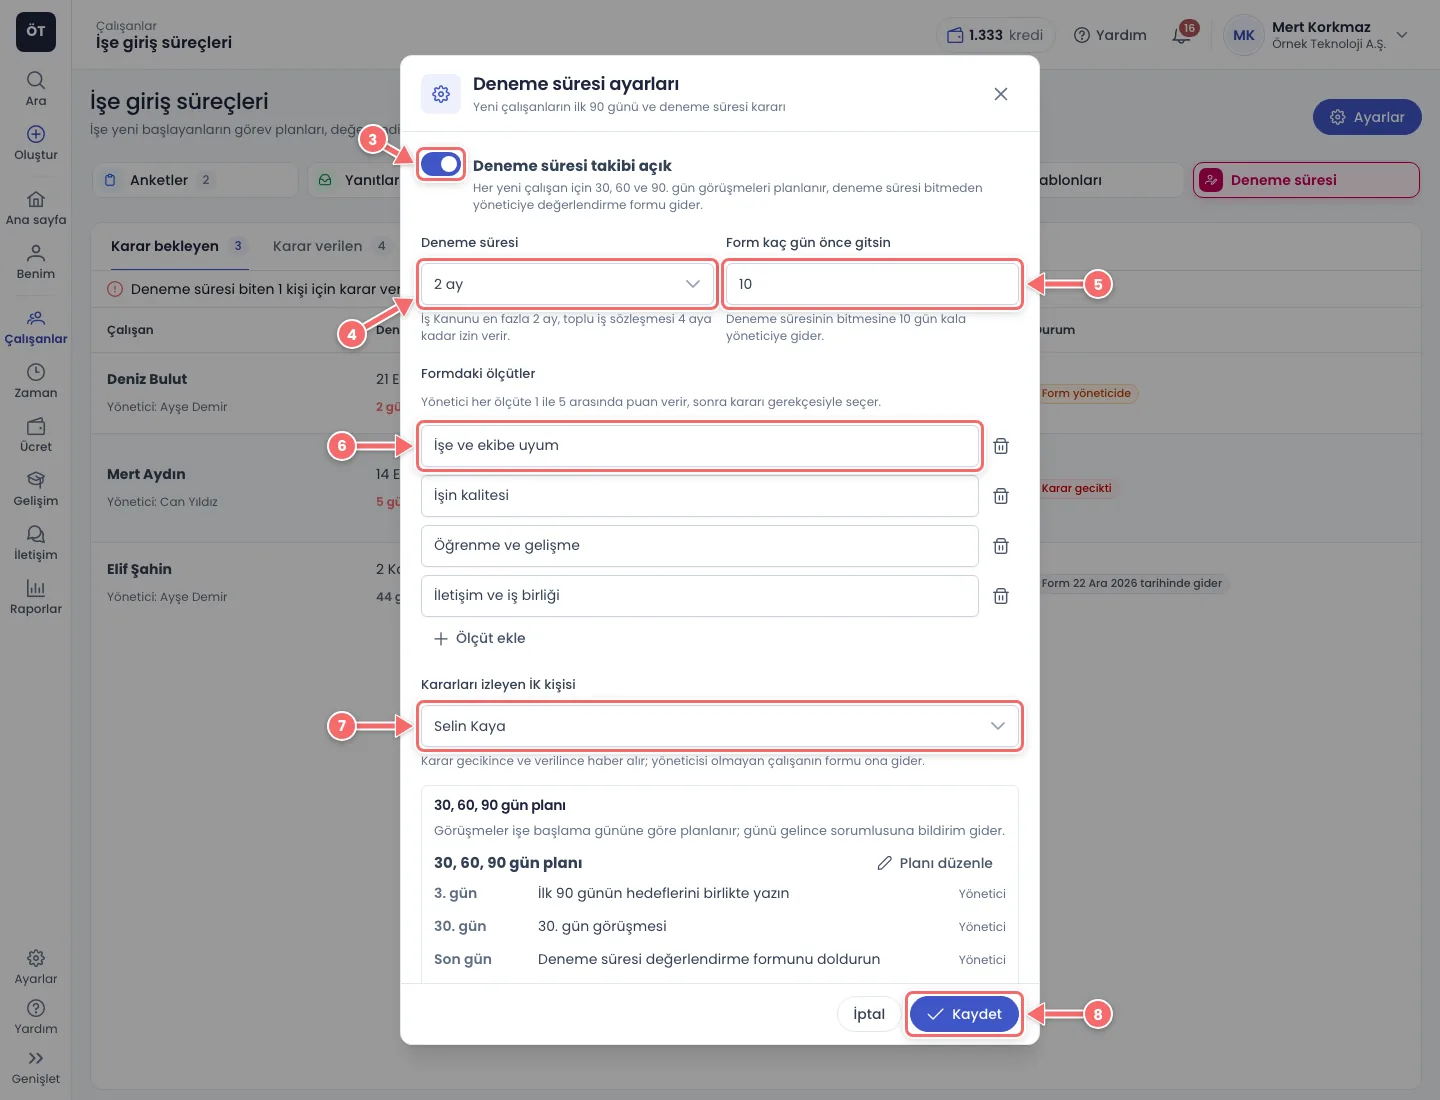 ÖT
Ara
Oluştur
Ana sayfa
Benim
Çalışanlar
Zaman
Ücret
Gelişim
İletişim
Raporlar
Ayarlar
Yardım
Genişlet
Çalışanlar
İşe giriş süreçleri
1.333 kredi
Yardım
16
MK
Mert Korkmaz
Örnek Teknoloji A.Ş.
İşe giriş süreçleri
İşe yeni başlayanların görev planları,
Ayarlar
Anketler 2
Yanıtlar
Deneme süresi
Karar bekleyen 3
Karar verilen 4
Deneme süresi biten 1 kişi için karar
Çalışan
Deniz Bulut
Yönetici: Ayşe Demir
Form yöneticide
Mert Aydın
Yönetici: Can Yıldız
Karar gecikti
Elif Şahin
Yönetici: Ayşe Demir
Form 22 Ara 2026 tarihinde gider
Deneme süresi ayarları
Yeni çalışanların ilk 90 günü ve deneme süresi kararı
3
Deneme süresi takibi açık
Her yeni çalışan için 30, 60 ve 90. gün görüşmeleri planlanır, deneme süresi bitmeden
yöneticiye değerlendirme formu gider.
Deneme süresi
Form kaç gün önce gitsin
2 ay
10
5
4
İş Kanunu en fazla 2 ay, toplu iş sözleşmesi 4 aya
kadar izin verir.
Deneme süresinin bitmesine 10 gün kala
yöneticiye gider.
Formdaki ölçütler
Yönetici her ölçüte 1 ile 5 arasında puan verir, sonra kararı gerekçesiyle seçer.
6
İşe ve ekibe uyum
İşin kalitesi
Öğrenme ve gelişme
İletişim ve iş birliği
Ölçüt ekle
Kararları izleyen İK kişisi
7
Selin Kaya
Karar gecikince ve verilince haber alır; yöneticisi olmayan çalışanın formu ona gider.
30, 60, 90 gün planı
Görüşmeler işe başlama gününe göre planlanır; günü gelince sorumlusuna bildirim gider.
30, 60, 90 gün planı
Planı düzenle
3. gün İlk 90 günün hedeflerini birlikte yazın Yönetici
30. gün 30. gün görüşmesi Yönetici
Son gün Deneme süresi değerlendirme formunu doldurun Yönetici
İptal
Kaydet
8